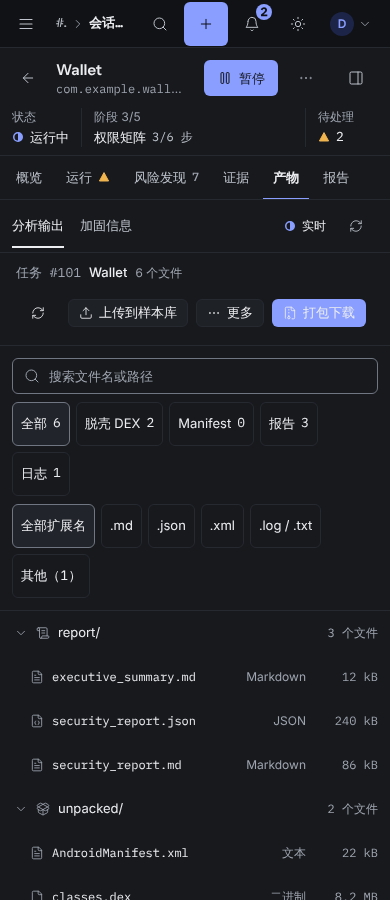 #. 会话…
2
D
Wallet
com.example.wall…
暂停
状态 阶段 3/5 待处理
运行中 权限矩阵 3/6 步 2
概览 运行 风险发现 7 证据 产物 报告
分析输出 加固信息 实时
任务 #101 Wallet 6 个文件
上传到样本库 更多 打包下载
搜索文件名或路径
全部 6 脱壳 DEX 2 Manifest 0 报告 3
日志 1
全部扩展名 .md .json .xml .log / .txt
其他（1）
report/ 3 个文件
executive_summary.md Markdown 12 kB
security_report.json JSON 240 kB
security_report.md Markdown 86 kB
unpacked/ 2 个文件
AndroidManifest.xml 文本 22 kB
classes.dex 二进制 8.2 MB